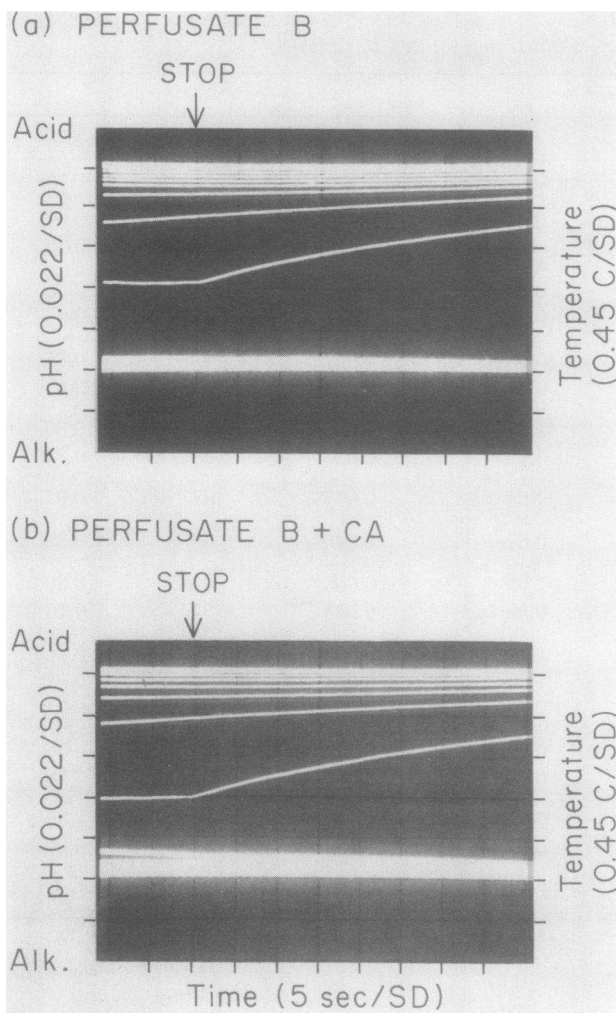 (a) PERFUSATE B
STOP
Acid
pH (0.022/SD)
Alk.
Temperature
(0.45 C/SD)
(b) PERFUSATE B + CA
STOP
Acid
pH (0.022/SD)
Alk.
Temperature
(0.45 C/SD)
Time (5 sec/SD)